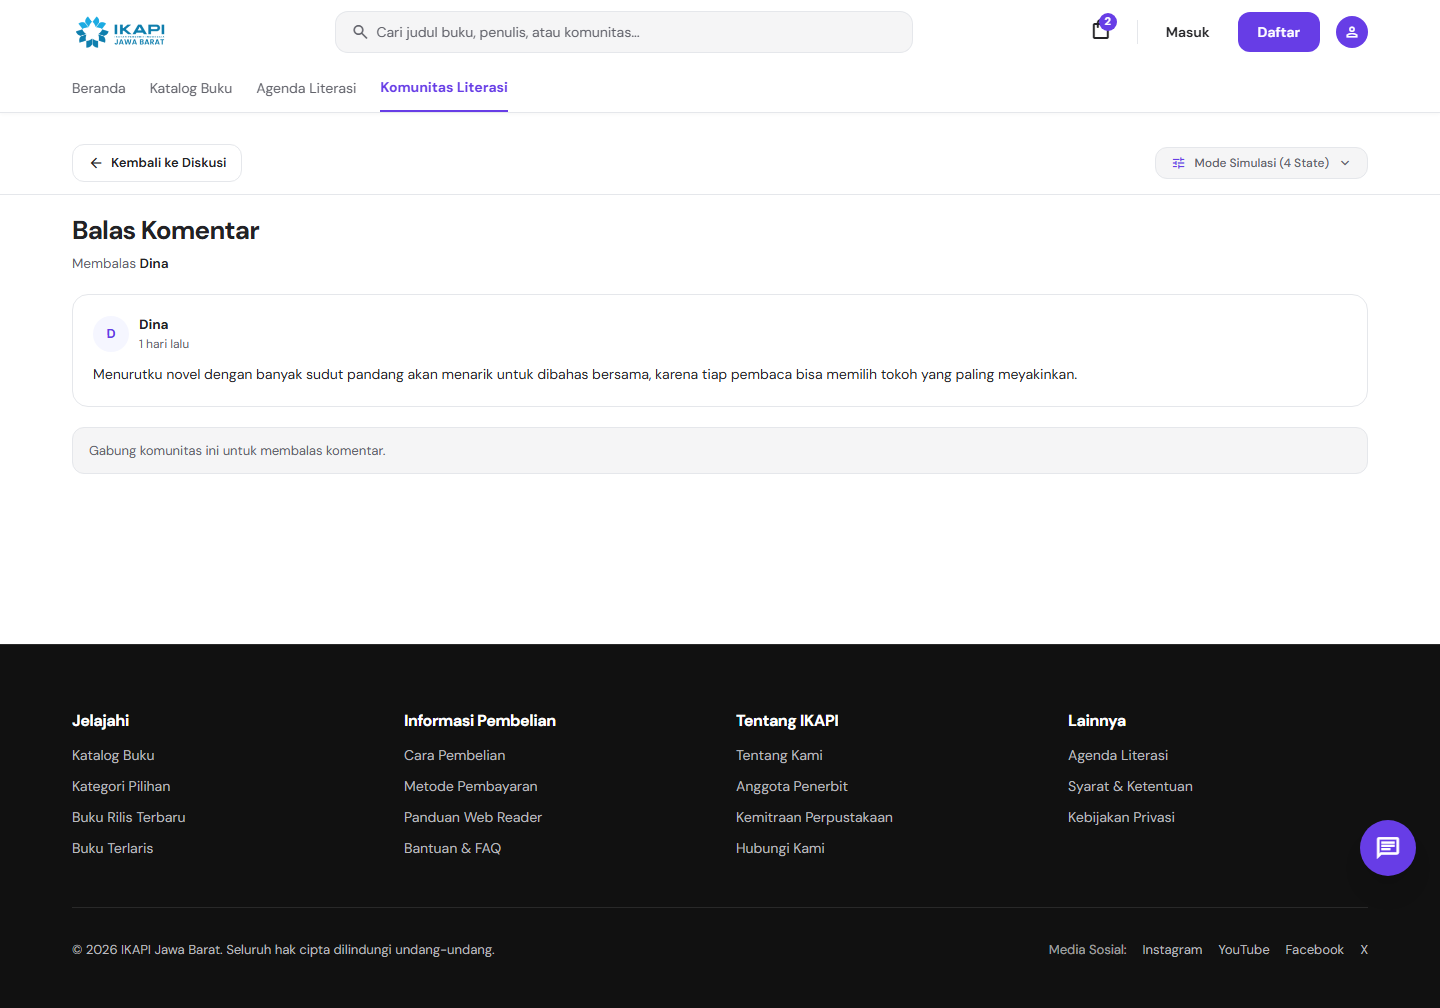 IKAPI
JAWA BARAT
Cari judul buku, penulis, atau komunitas...
2
Masuk
Daftar
Beranda
Katalog Buku
Agenda Literasi
Komunitas Literasi
Kembali ke Diskusi
Mode Simulasi (4 State)
Balas Komentar
Membalas Dina
D
Dina
1 hari lalu
Menurutku novel dengan banyak sudut pandang akan menarik untuk dibahas bersama, karena tiap pembaca bisa memilih tokoh yang paling meyakinkan.
Gabung komunitas ini untuk membalas komentar.
Jelajahi
Katalog Buku
Kategori Pilihan
Buku Rilis Terbaru
Buku Terlaris
Informasi Pembelian
Cara Pembelian
Metode Pembayaran
Panduan Web Reader
Bantuan & FAQ
Tentang IKAPI
Tentang Kami
Anggota Penerbit
Kemitraan Perpustakaan
Hubungi Kami
Lainnya
Agenda Literasi
Syarat & Ketentuan
Kebijakan Privasi
© 2026 IKAPI Jawa Barat. Seluruh hak cipta dilindungi undang-undang.
Media Sosial:
Instagram
YouTube
Facebook
X